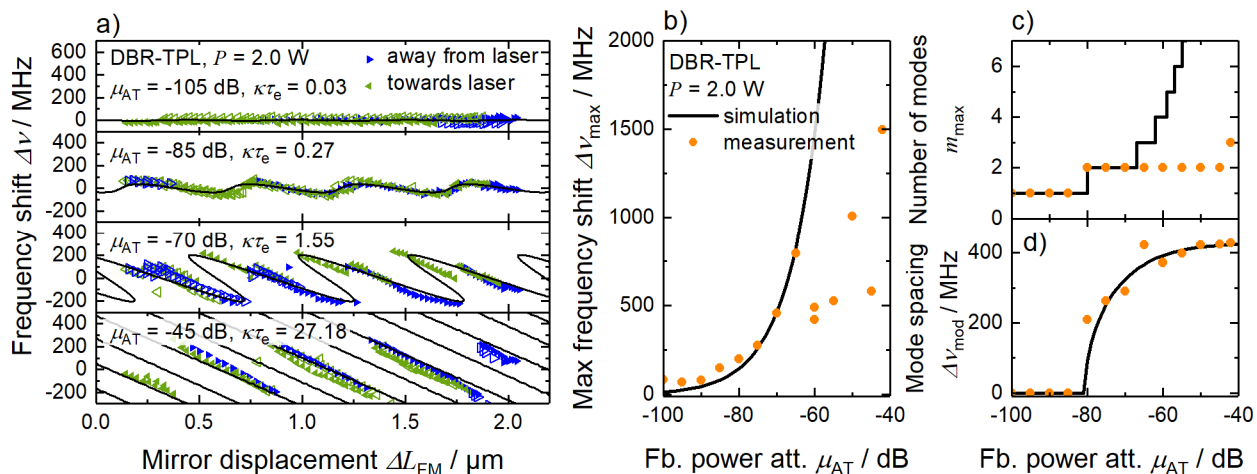 a)
DBR-TPL, P = 2.0 W
away from laser
towards laser
μAT = -105 dB, κτe = 0.03
μAT = -85 dB, κτe = 0.27
μAT = -70 dB, κτe = 1.55
μAT = -45 dB, κτe = 27.18
Frequency shift Δν / MHz
600
400
200
0
400
200
0
-200
200
0
-200
400
200
0
-200
0.0 0.5 1.0 1.5 2.0
Mirror displacement ΔLEM / μm
b)
DBR-TPL
P = 2.0 W
simulation
measurement
Max frequency shift Δνmax / MHz
2000
1500
1000
500
0
-100 -80 -60 -40
Fb. power att. μAT / dB
c)
Number of modes
mmax
6
4
2
0
d)
Mode spacing
Δνmod / MHz
400
200
0
-100 -80 -60 -40
Fb. power att. μAT / dB